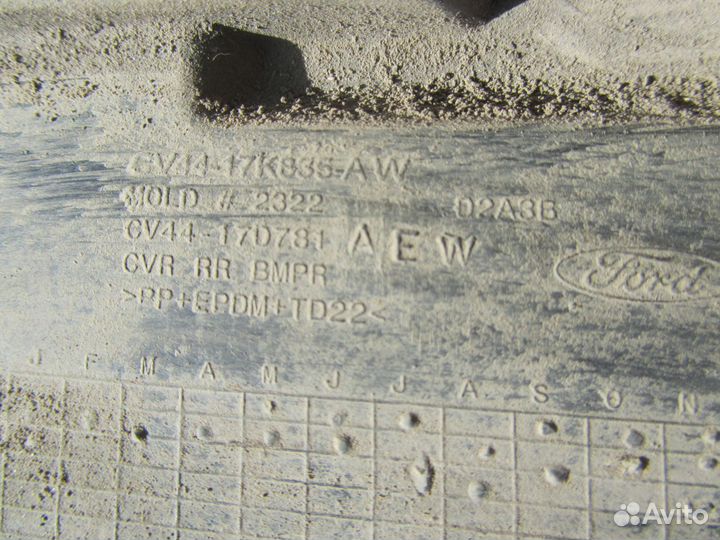 CV44-17K835-AW
MOLD # 2322 02A3B
CV44-17D781 AEW
CVR RR BMPR
Ford
>PP+EPDM+TD22<
J F M A M J J A S O N
Avito